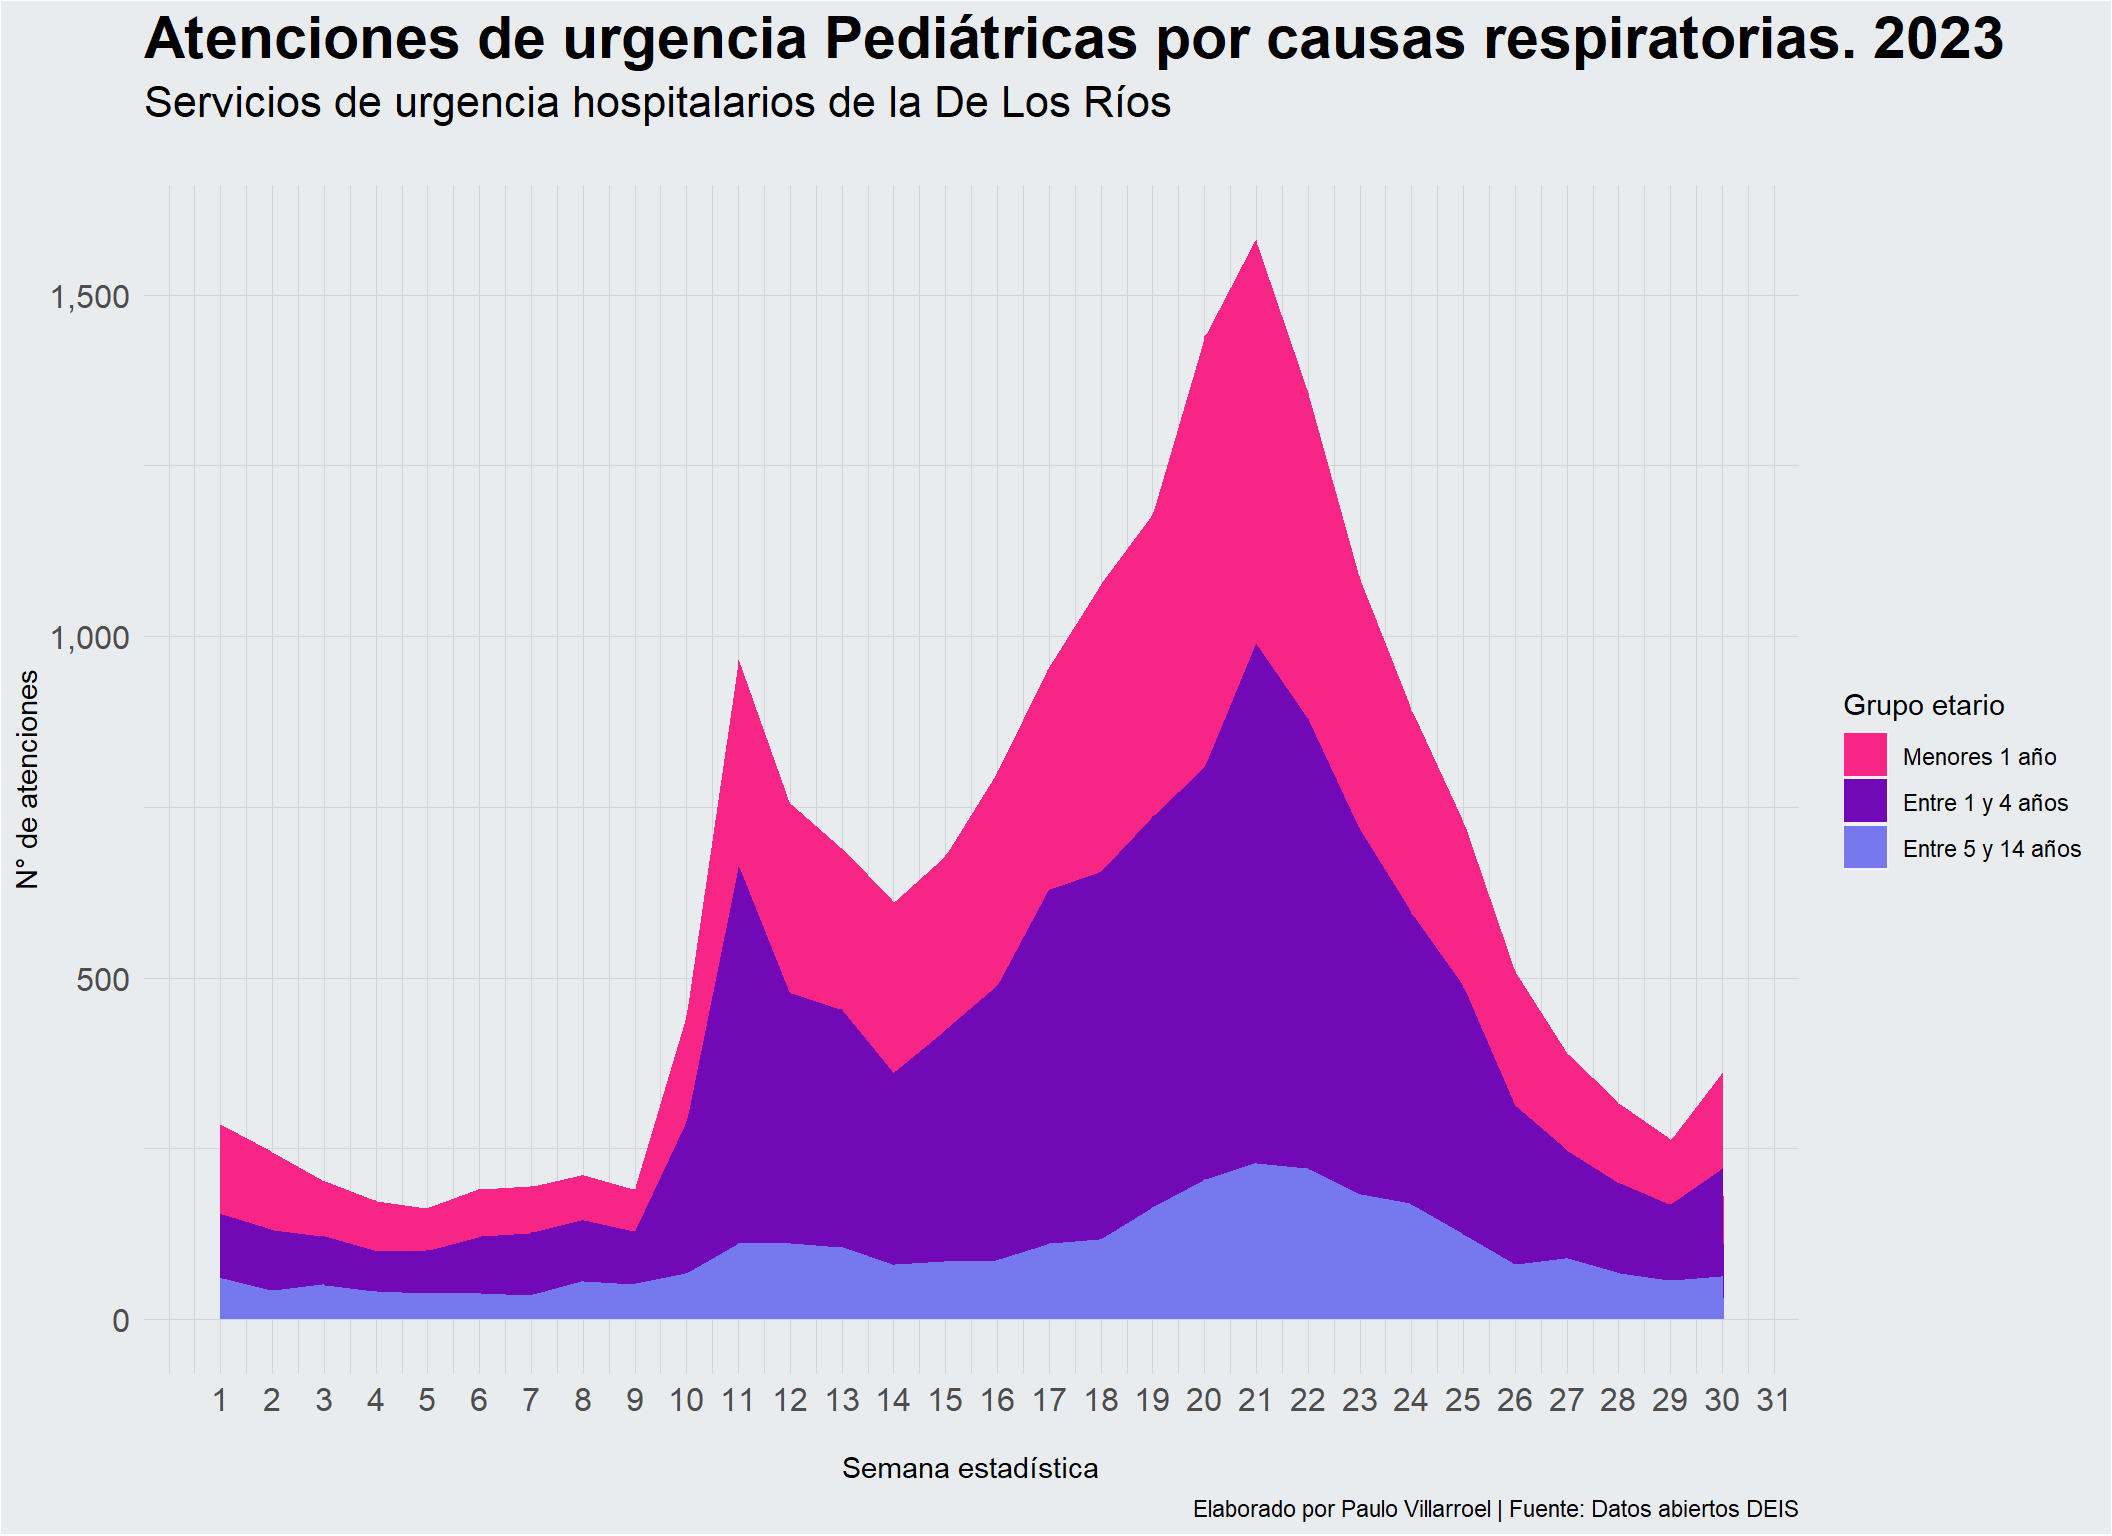 Atenciones de urgencia Pediátricas por causas respiratorias. 2023
Servicios de urgencia hospitalarios de la De Los Ríos
1,500
1,000
500
0
N° de atenciones
1 2 3 4 5 6 7 8 9 10 11 12 13 14 15 16 17 18 19 20 21 22 23 24 25 26 27 28 29 30 31
Semana estadística
Grupo etario
Menores 1 año
Entre 1 y 4 años
Entre 5 y 14 años
Elaborado por Paulo Villarroel | Fuente: Datos abiertos DEIS